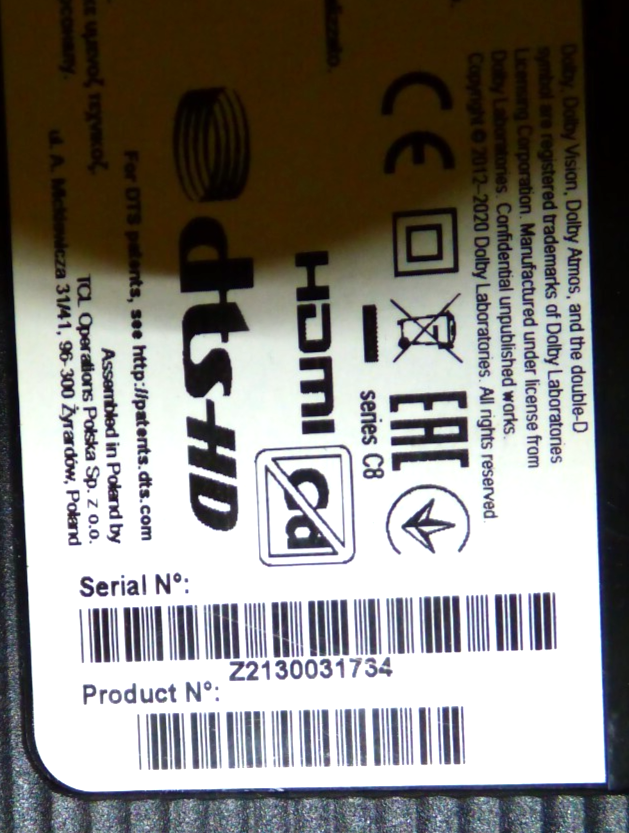 Dolby, Dolby Vision, Dolby Atmos, and the double-D
symbol are registered trademarks of Dolby Laboratories
Licensing Corporation. Manufactured under license from
Dolby Laboratories. Confidential unpublished works.
Copyright © 2012–2020 Dolby Laboratories. All rights reserved.
CE
EAC
series C8
HDMI
Cd
dts-HD
For DTS patents, see http://patents.dts.com
Assembled in Poland by
TCL Operations Polska Sp. z o.o.
ul. A. Mickiewicza 31/41, 96-300 Żyrardów, Poland
Serial N°:
Z2130031734
Product N°: